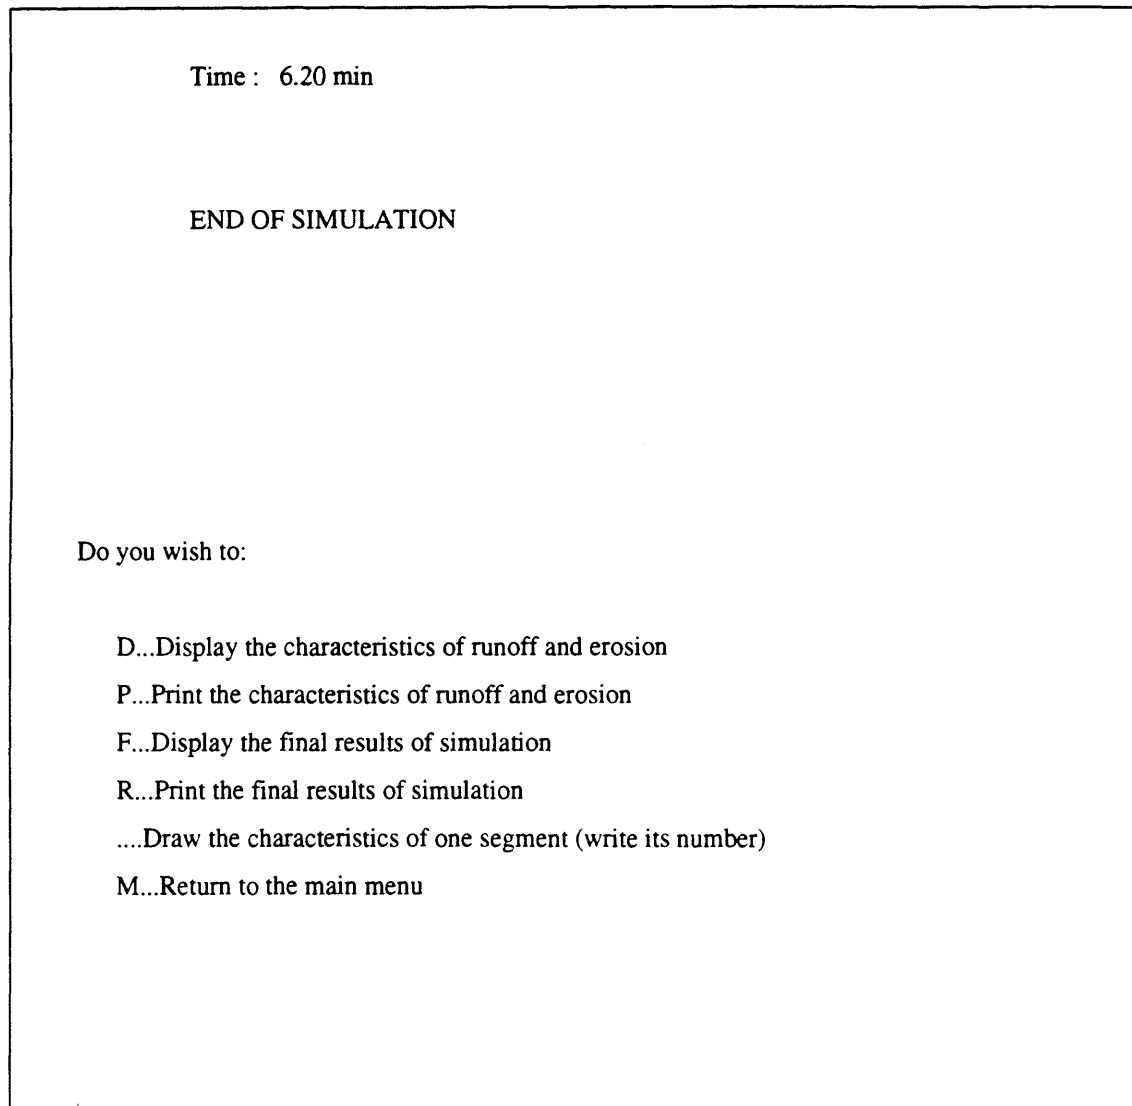 Time :  6.20 min
END OF SIMULATION
Do you wish to:
D...Display the characteristics of runoff and erosion
P...Print the characteristics of runoff and erosion
F...Display the final results of simulation
R...Print the final results of simulation
....Draw the characteristics of one segment (write its number)
M...Return to the main menu